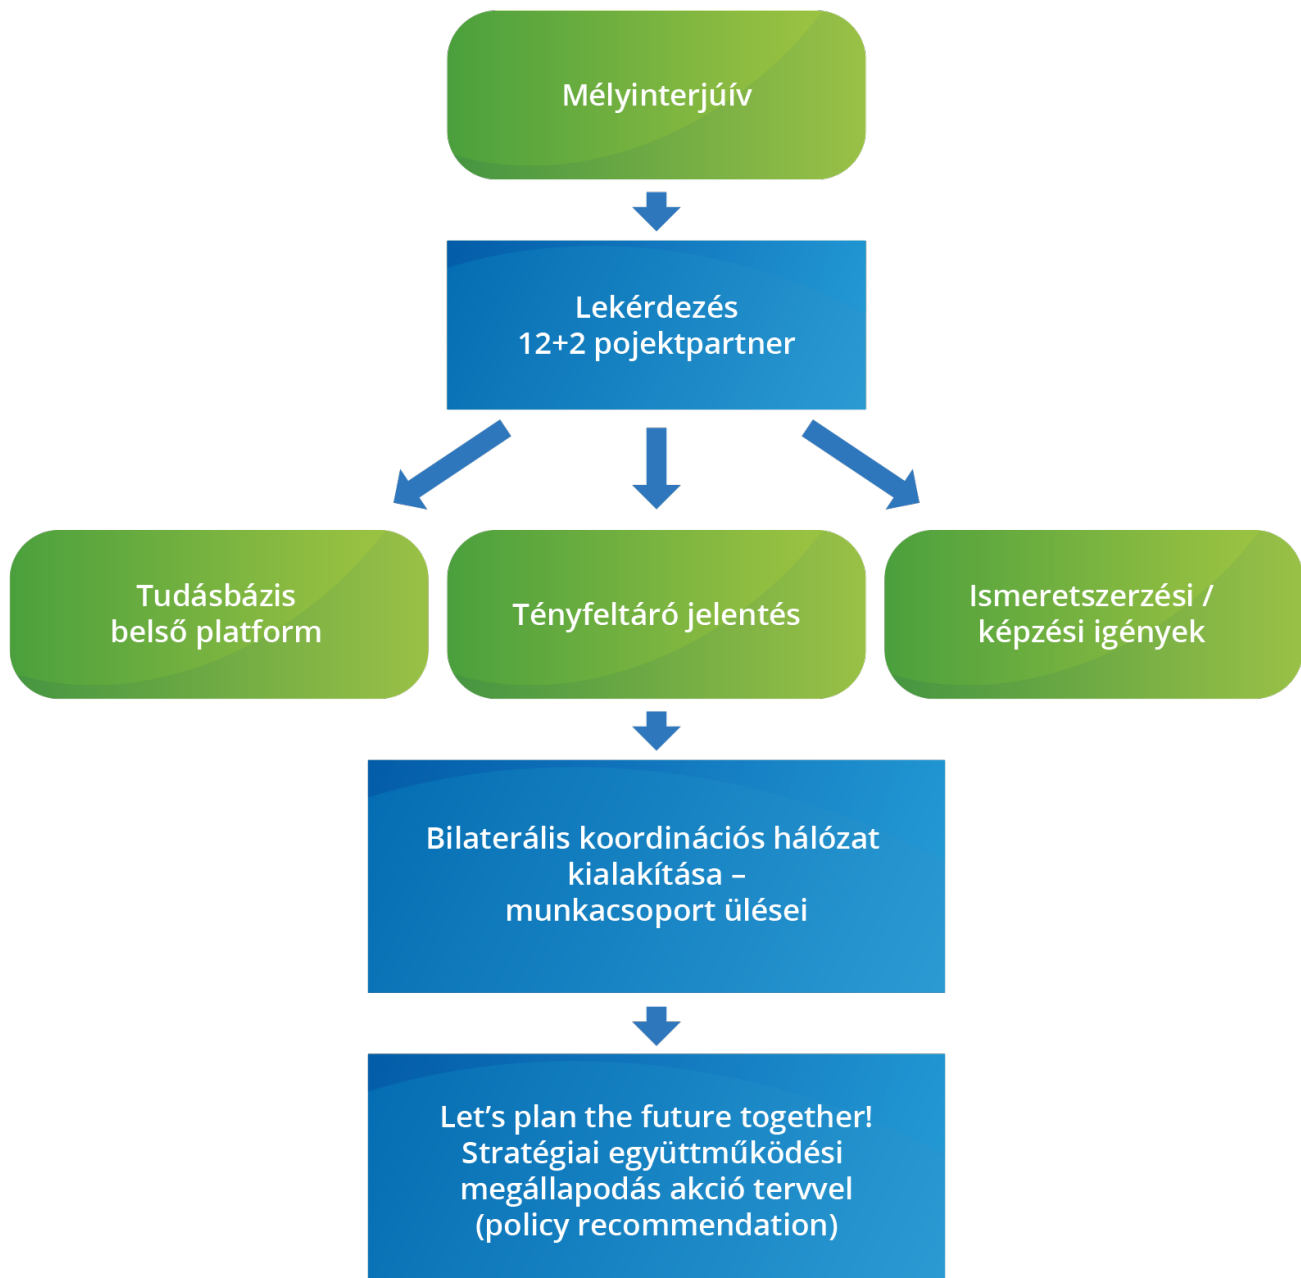 Mélyinterjúív
Lekérdezés
12+2 pojektpartner
Tudásbázis
belső platform
Tényfeltáró jelentés
Ismeretszerzési /
képzési igények
Bilaterális koordinációs hálózat
kialakítása –
munkacsoport ülései
Let’s plan the future together!
Stratégiai együttműködési
megállapodás akció tervvel
(policy recommendation)